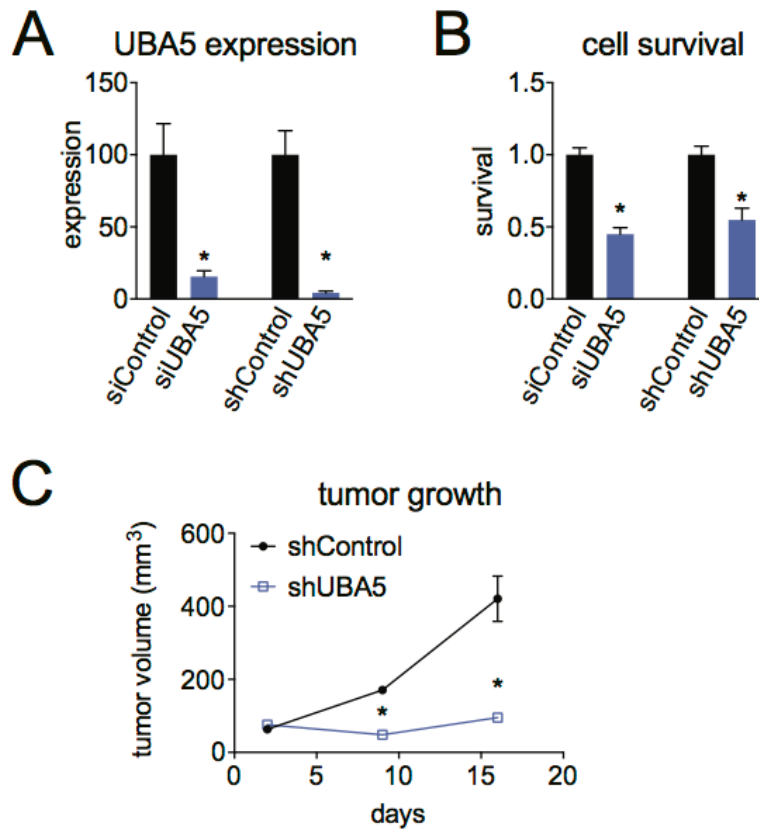 A UBA5 expression
150
100
50
0
expression
*
*
siControl
siUBA5
shControl
shUBA5
B cell survival
1.5
1.0
0.5
0.0
survival
*
*
siControl
siUBA5
shControl
shUBA5
C
tumor growth
600
400
200
0
tumor volume (mm³)
shControl
shUBA5
*
*
0 5 10 15 20
days